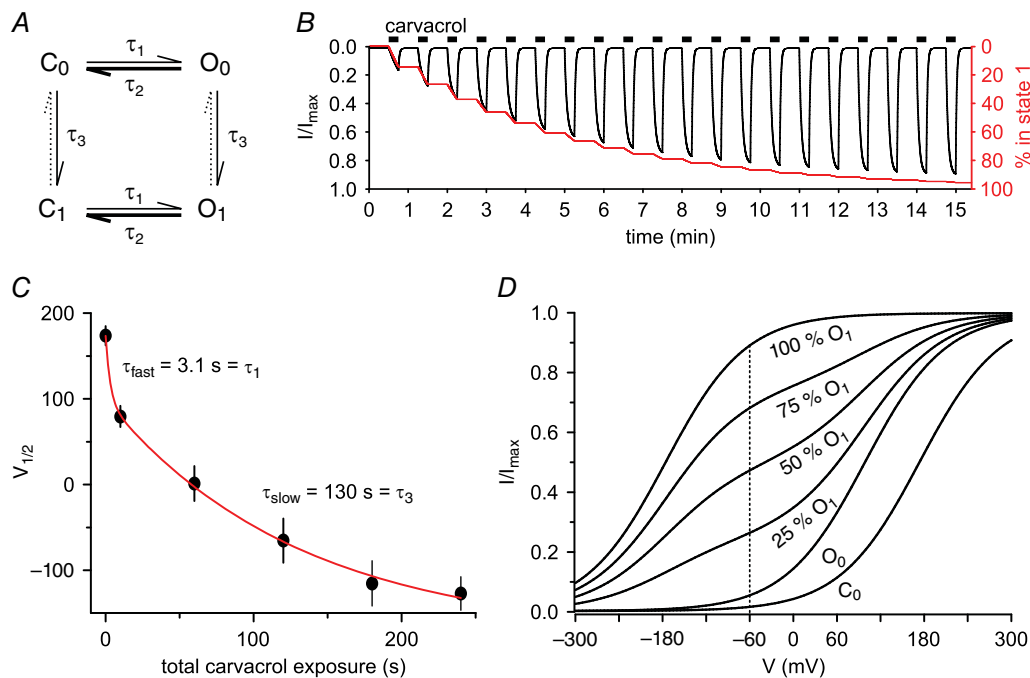 A
C₀ τ₁ O₀
τ₂
τ₃ τ₃
C₁ τ₁ O₁
τ₂
B
carvacrol
0.0
0.2
0.4
0.6
0.8
1.0
I/Imax
0
20
40
60
80
100
% in state 1
0 1 2 3 4 5 6 7 8 9 10 11 12 13 14 15
time (min)
C
200
100
0
–100
V1/2
τfast = 3.1 s = τ₁
τslow = 130 s = τ₃
0 100 200
total carvacrol exposure (s)
D
1.0
0.8
0.6
0.4
0.2
0.0
I/Imax
100 % O₁
75 % O₁
50 % O₁
25 % O₁
O₀
C₀
–300 –180 –60 0 60 180 300
V (mV)